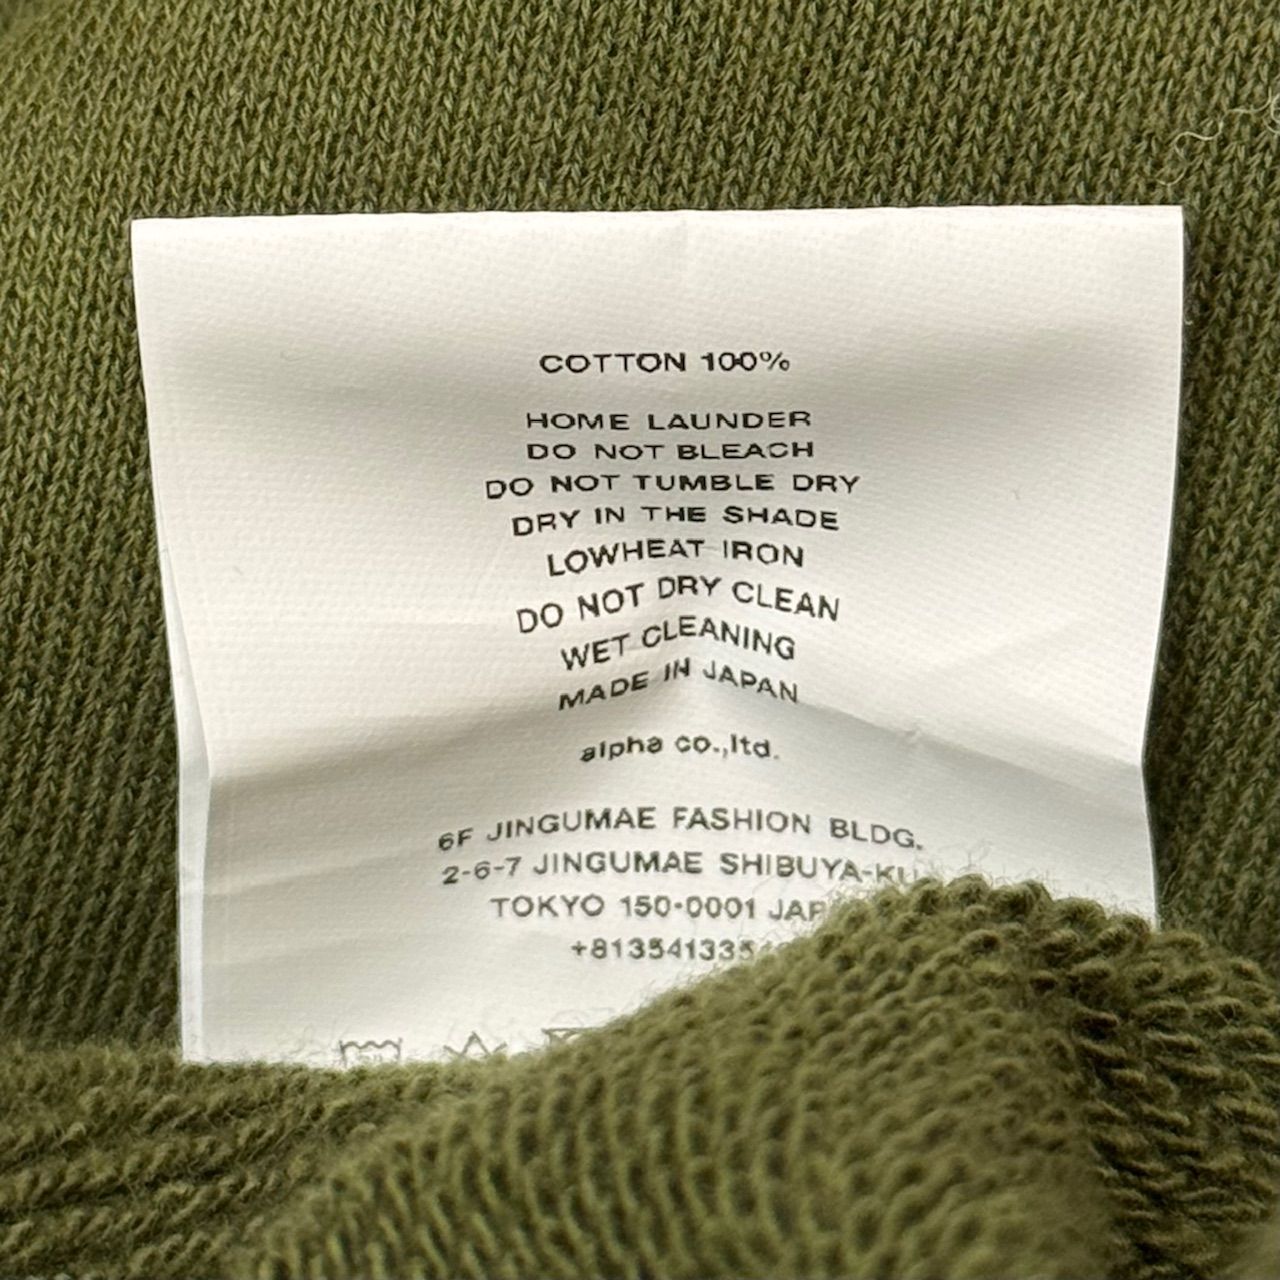 COTTON 100%
HOME LAUNDER
DO NOT BLEACH
DO NOT TUMBLE DRY
DRY IN THE SHADE
LOWHEAT IRON
DO NOT DRY CLEAN
WET CLEANING
MADE IN JAPAN
alpha co.,ltd.
6F JINGUMAE FASHION BLDG.
2-6-7 JINGUMAE SHIBUYA-KU
TOKYO 150-0001